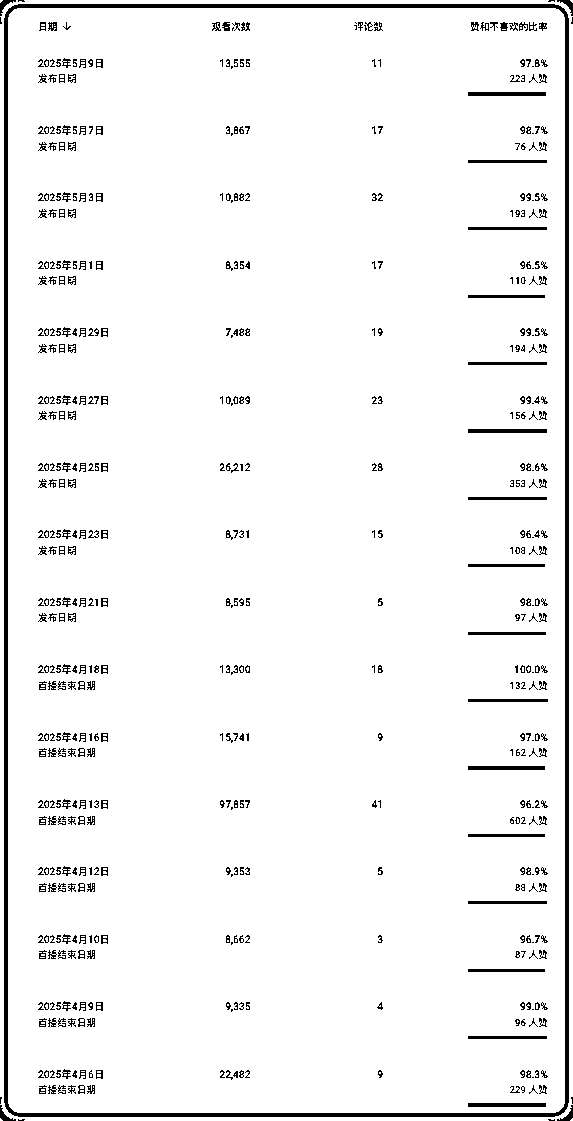 日期 ↓ 观看次数 评论数 赞和不喜欢的比率
2025年5月9日 13,555 11 97.8%
发布日期 223 人赞
2025年5月7日 3,867 17 98.7%
发布日期 76 人赞
2025年5月3日 10,882 32 99.5%
发布日期 193 人赞
2025年5月1日 8,354 17 96.5%
发布日期 110 人赞
2025年4月29日 7,488 19 99.5%
发布日期 194 人赞
2025年4月27日 10,089 23 99.4%
发布日期 156 人赞
2025年4月25日 26,212 28 98.6%
发布日期 353 人赞
2025年4月23日 8,731 15 96.4%
发布日期 108 人赞
2025年4月21日 8,595 5 98.0%
发布日期 97 人赞
2025年4月18日 13,300 18 100.0%
首播结束日期 132 人赞
2025年4月16日 15,741 9 97.0%
首播结束日期 162 人赞
2025年4月13日 97,857 41 96.2%
首播结束日期 602 人赞
2025年4月12日 9,353 5 98.9%
首播结束日期 88 人赞
2025年4月10日 8,662 3 96.7%
首播结束日期 87 人赞
2025年4月9日 9,335 4 99.0%
首播结束日期 96 人赞
2025年4月6日 22,482 9 98.3%
首播结束日期 229 人赞